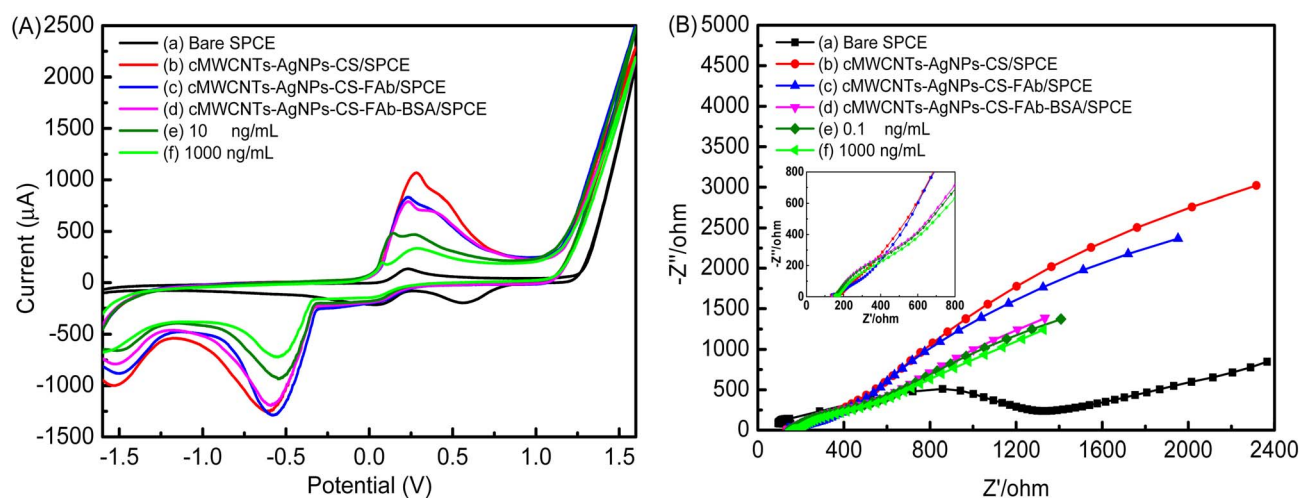 (A)
(a) Bare SPCE
(b) cMWCNTs-AgNPs-CS/SPCE
(c) cMWCNTs-AgNPs-CS-FAb/SPCE
(d) cMWCNTs-AgNPs-CS-FAb-BSA/SPCE
(e) 10 ng/mL
(f) 1000 ng/mL
Current (µA)
2500
2000
1500
1000
500
0
-500
-1000
-1500
-1.5
-1.0
-0.5
0.0
0.5
1.0
1.5
Potential (V)
(B)
(a) Bare SPCE
(b) cMWCNTs-AgNPs-CS/SPCE
(c) cMWCNTs-AgNPs-CS-FAb/SPCE
(d) cMWCNTs-AgNPs-CS-FAb-BSA/SPCE
(e) 0.1 ng/mL
(f) 1000 ng/mL
-Z''/ohm
-5000
4500
4000
3500
3000
2500
2000
1500
1000
500
0
0
400
800
1200
1600
2000
2400
Z'/ohm
-Z''/ohm
800
600
400
200
0
0
200
400
600
800
Z'/ohm